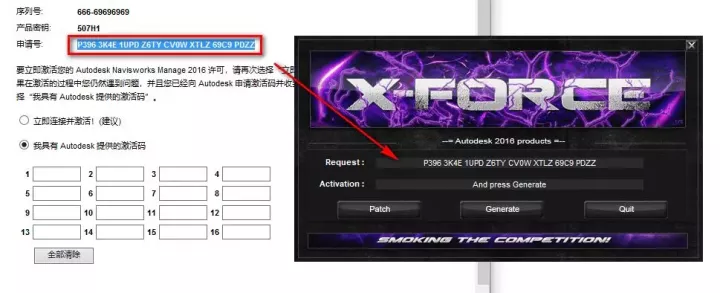 序列号: 666-69696969
产品密钥: 507H1
申请号: P396 3K4E 1UPD Z6TY CV0W XTLZ 69C9 PDZZ
要立即激活您的 Autodesk Navisworks Manage 2016 许可, 请再次选择 "立即
果在激活的过程中您仍然遇到问题, 并且您已经向 Autodesk 申请激活码并收到
择 "我具有 Autodesk 提供的激活码"。
立即连接并激活! (建议)
我具有 Autodesk 提供的激活码
1 2 3 4
5 6 7 8
9 10 11 12
13 14 15 16
全部清除
X
X-FORCE
--= Autodesk 2016 products =--
Request : P396 3K4E 1UPD Z6TY CV0W XTLZ 69C9 PDZZ
Activation : And press Generate
Patch Generate Quit
SMOKING THE COMPETITION!